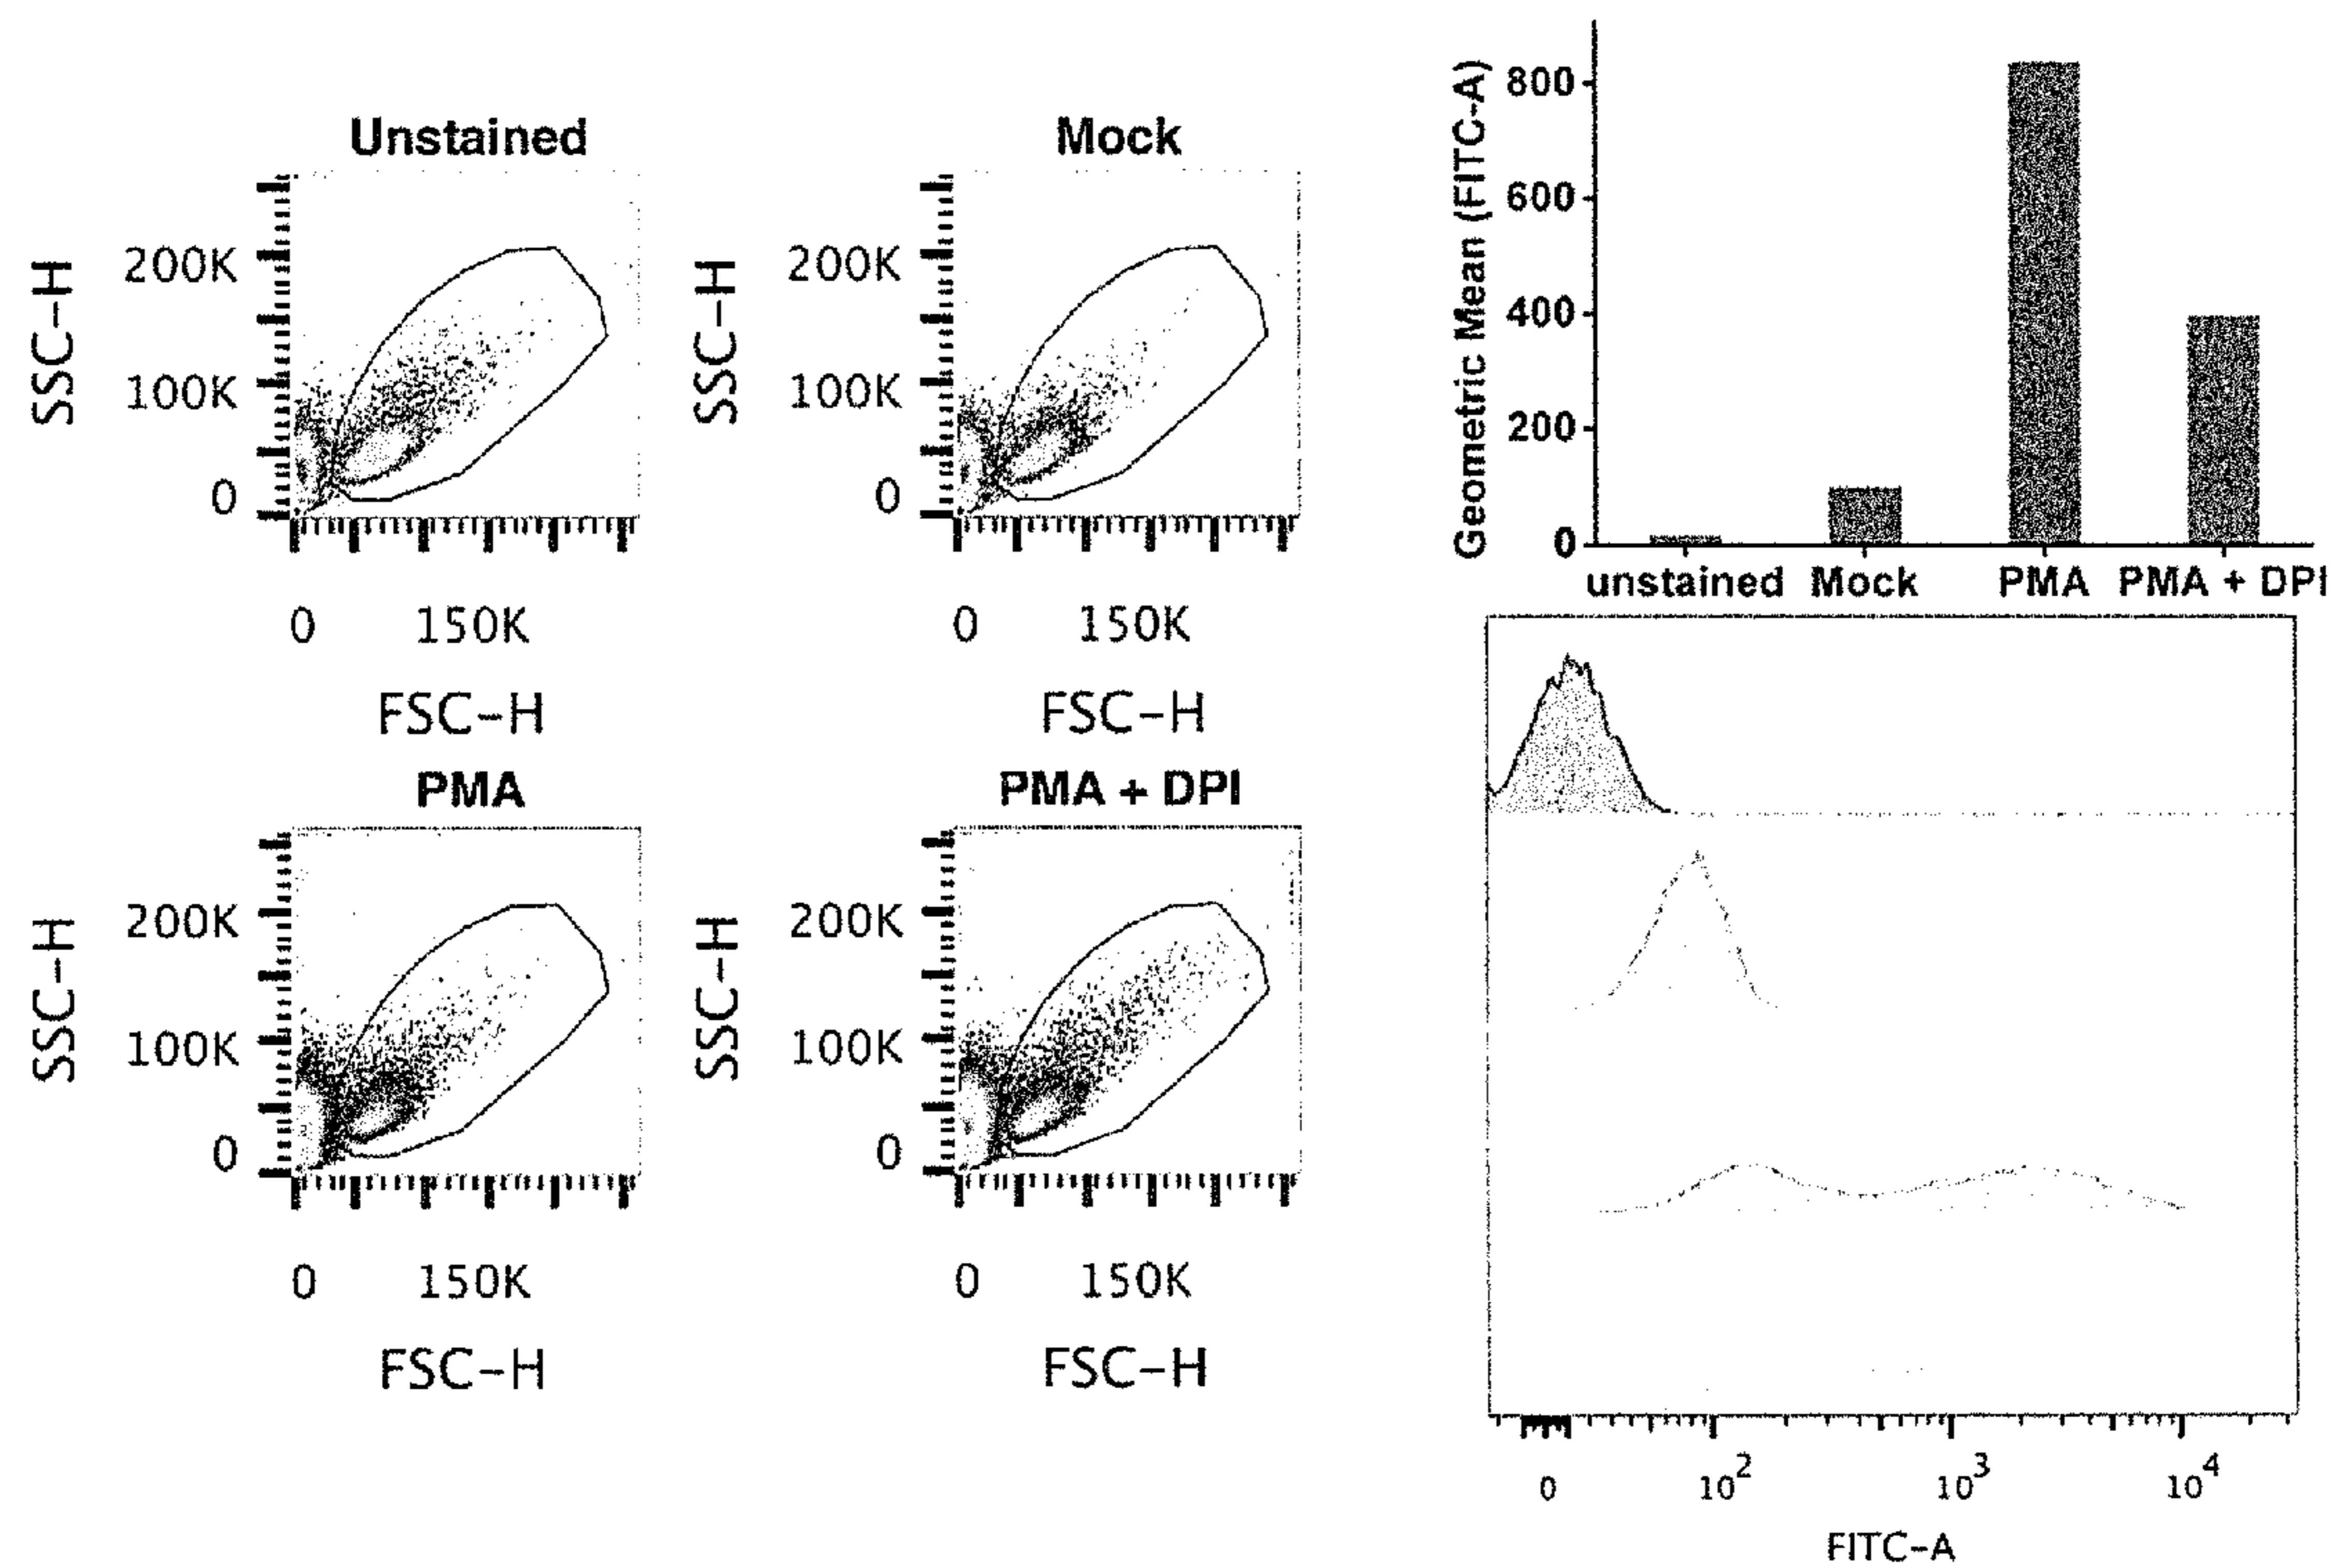 Unstained
SSC-H
200K
100K
0
0 150K
FSC-H
Mock
SSC-H
200K
100K
0
0 150K
FSC-H
PMA
SSC-H
200K
100K
0
0 150K
FSC-H
PMA + DPI
SSC-H
200K
100K
0
0 150K
FSC-H
Geometric Mean (FITC-A)
800
600
400
200
0
unstained Mock PMA PMA + DPI
0 10² 10³ 10⁴
FITC-A